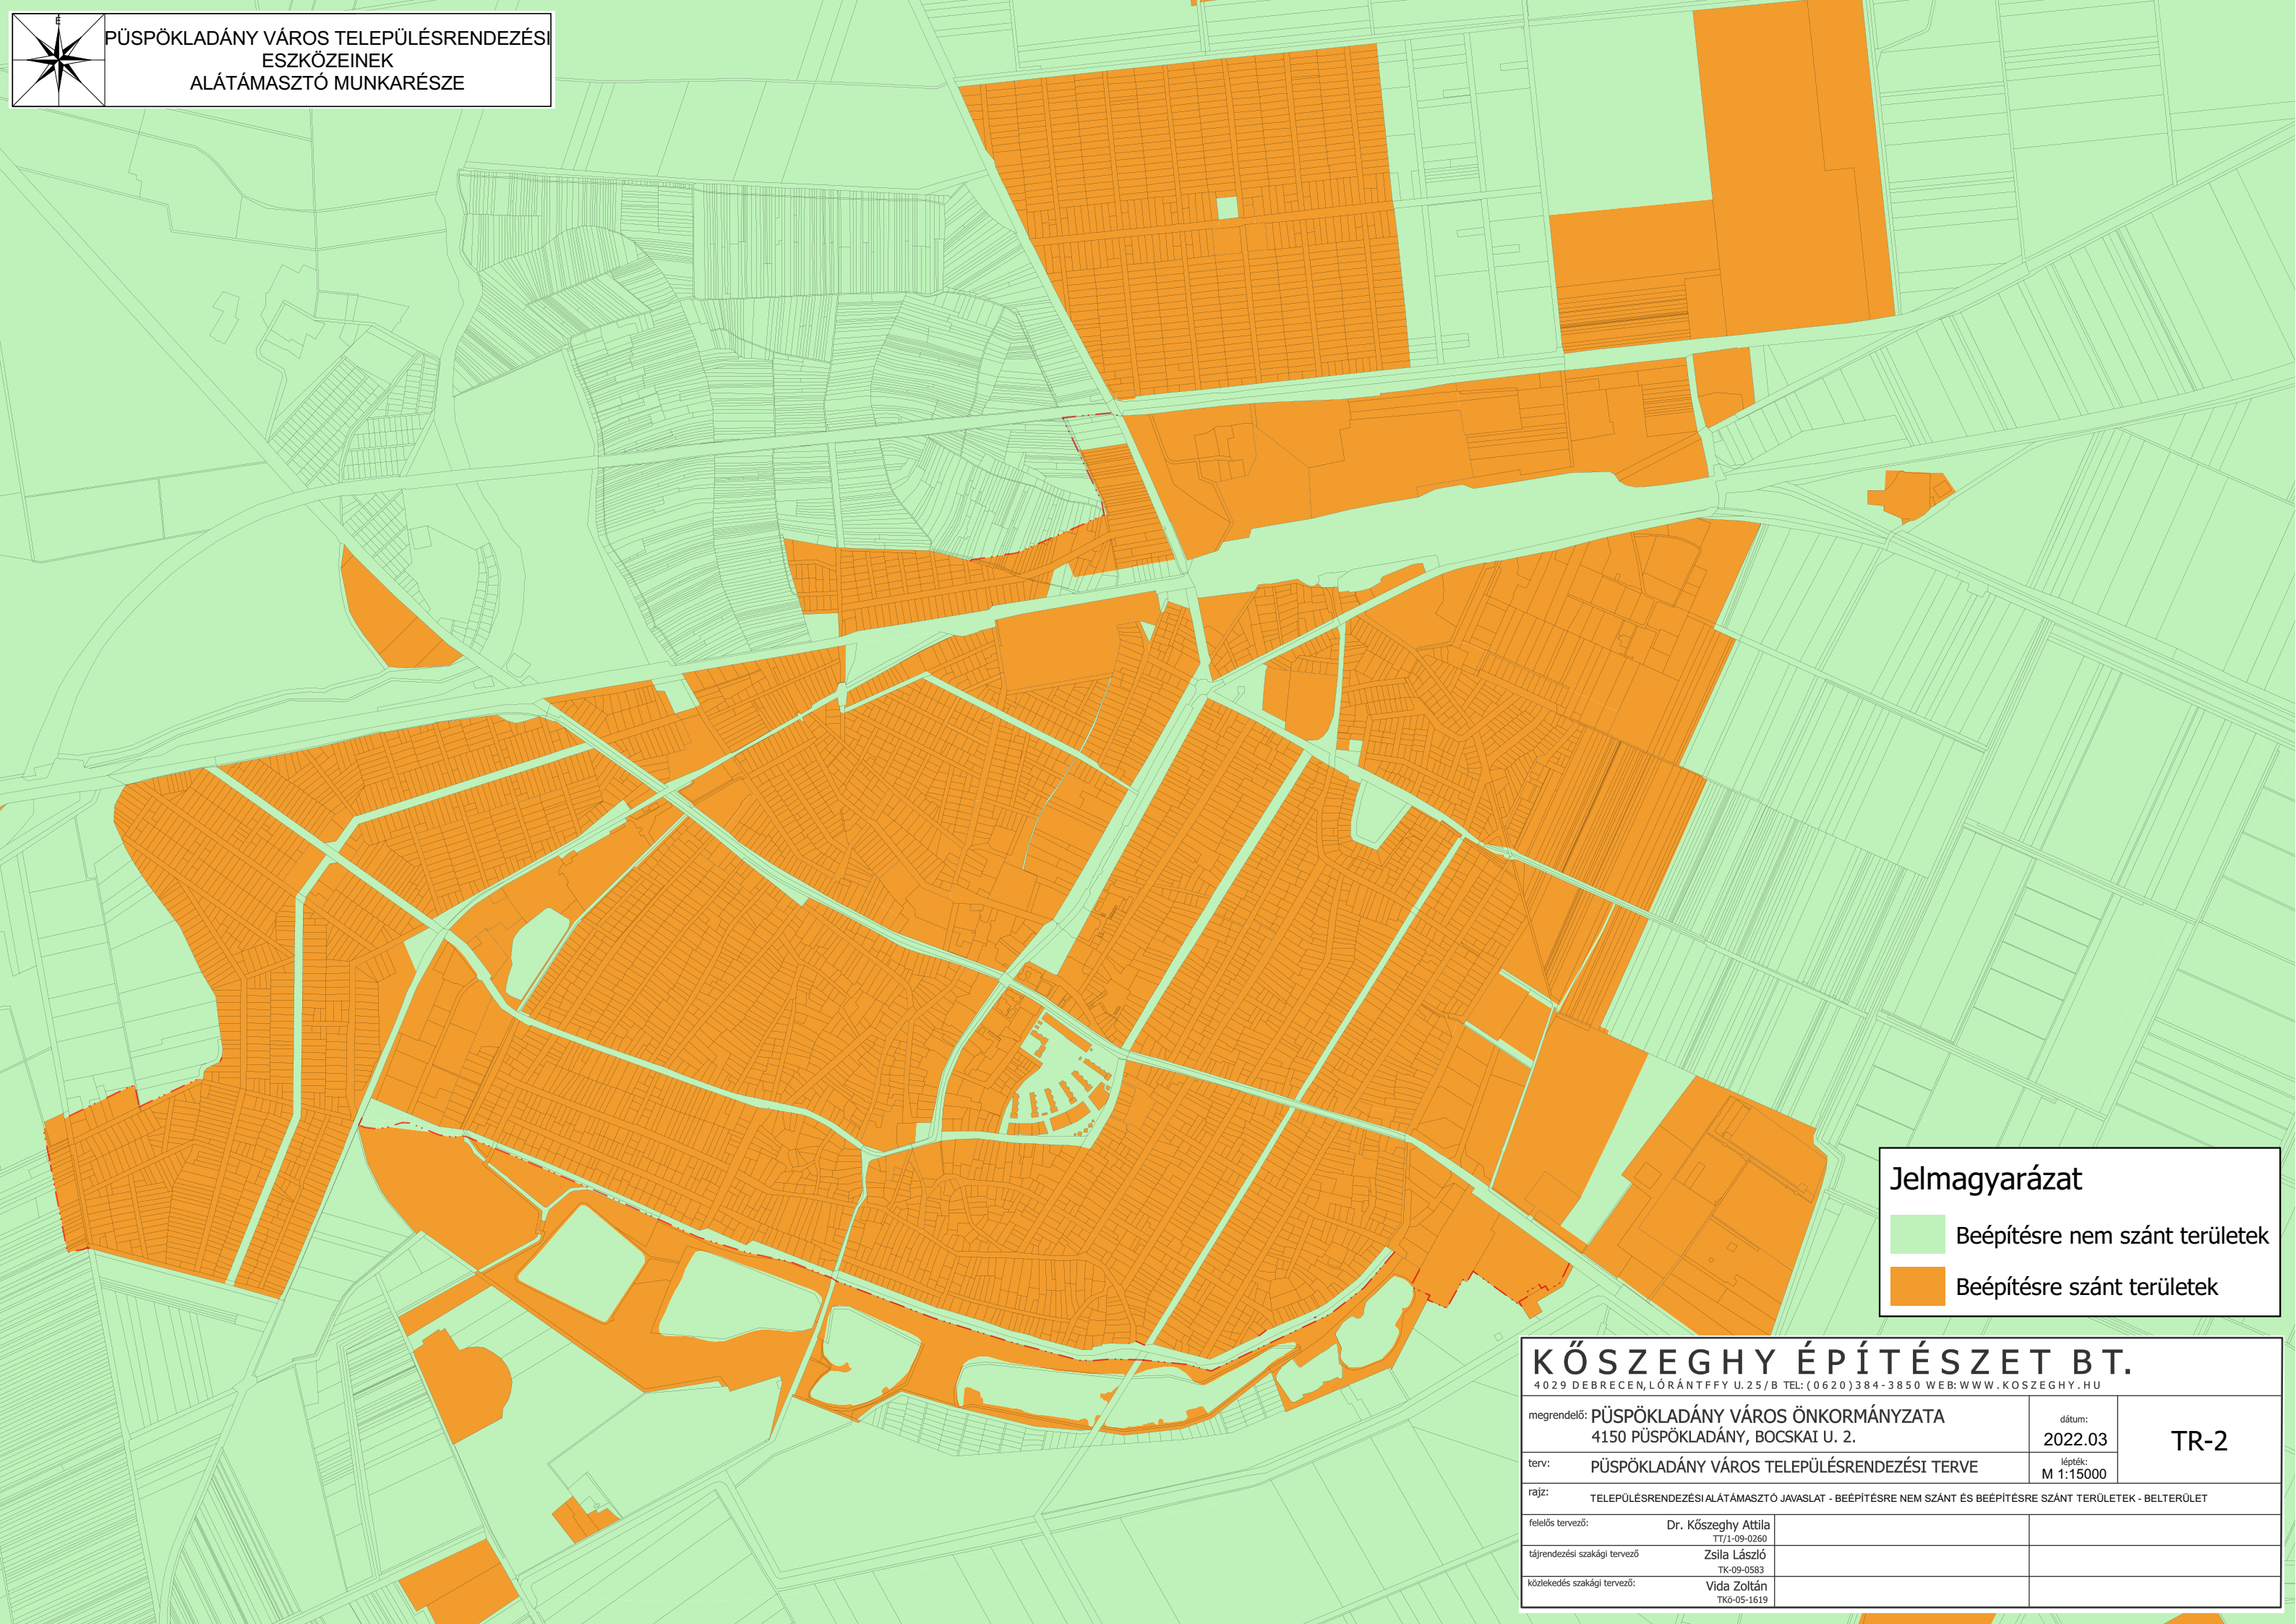 É
PÜSPÖKLADÁNY VÁROS TELEPÜLÉSRENDEZÉSI
ESZKÖZEINEK
ALÁTÁMASZTÓ MUNKARÉSZE
Jelmagyarázat
Beépítésre nem szánt területek
Beépítésre szánt területek
KŐSZEGHY ÉPÍTÉSZET BT.
4029 DEBRECEN, LÓRÁNTFFY U. 25/B TEL: (0620)384-3850 WEB: WWW.KOSZEGHY.HU
megrendelő: PÜSPÖKLADÁNY VÁROS ÖNKORMÁNYZATA
4150 PÜSPÖKLADÁNY, BOCSKAI U. 2.
dátum:
2022.03
TR-2
terv: PÜSPÖKLADÁNY VÁROS TELEPÜLÉSRENDEZÉSI TERVE
lépték:
M 1:15000
rajz: TELEPÜLÉSRENDEZÉSI ALÁTÁMASZTÓ JAVASLAT - BEÉPÍTÉSRE NEM SZÁNT ÉS BEÉPÍTÉSRE SZÁNT TERÜLETEK - BELTERÜLET
felelős tervező: Dr. Kőszeghy Attila
TT/1-09-0260
tájrendezési szakági tervező Zsila László
TK-09-0583
közlekedés szakági tervező: Vida Zoltán
TKö-05-1619